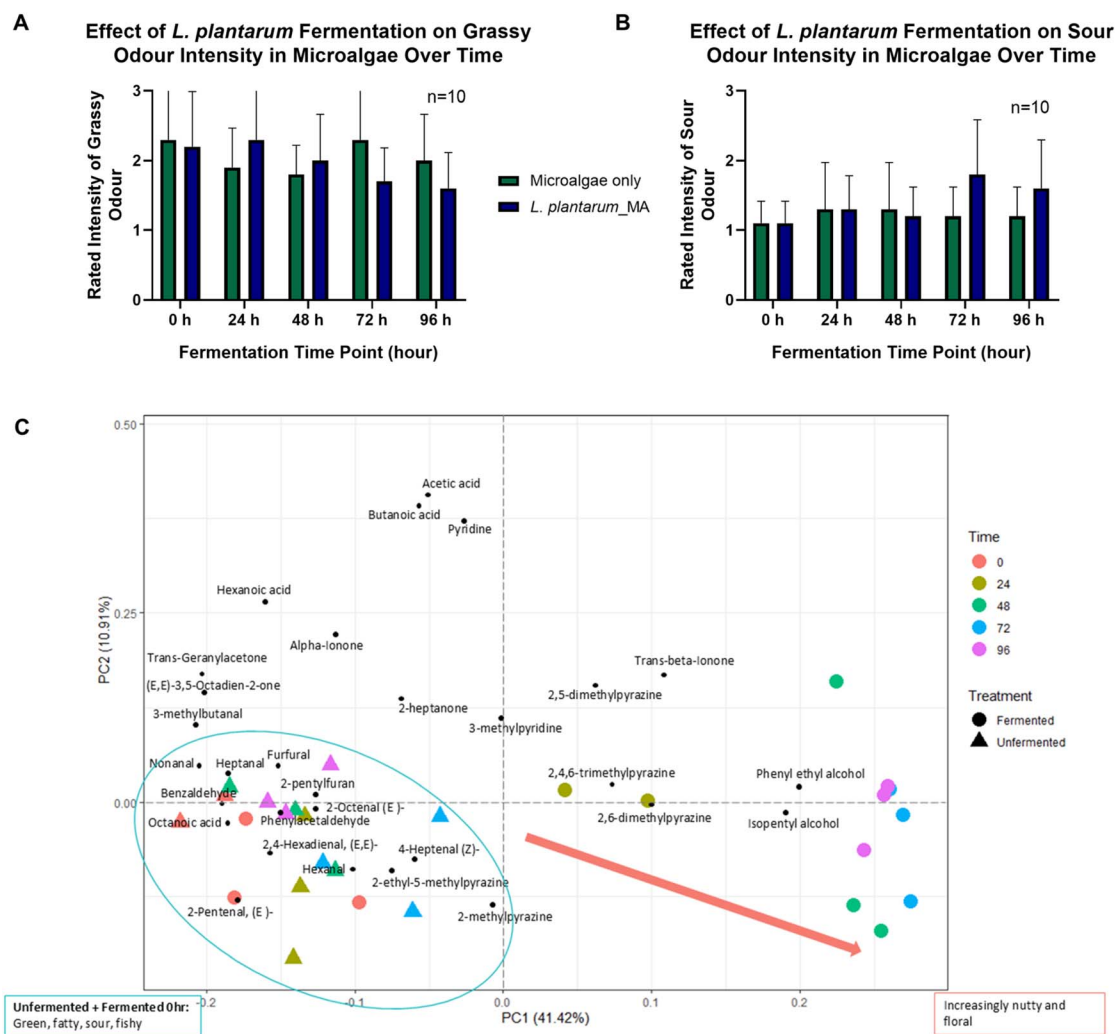 A
Effect of L. plantarum Fermentation on Grassy
Odour Intensity in Microalgae Over Time
Rated Intensity of Grassy
Odour
3
2
1
0
n=10
0 h
24 h
48 h
72 h
96 h
Fermentation Time Point (hour)
Microalgae only
L. plantarum_MA
B
Effect of L. plantarum Fermentation on Sour
Odour Intensity in Microalgae Over Time
Rated Intensity of Sour
Odour
3
2
1
0
n=10
0 h
24 h
48 h
72 h
96 h
Fermentation Time Point (hour)
C
PC2 (10.91%)
0.50
0.25
0.00
Acetic acid
Butanoic acid
Pyridine
Hexanoic acid
Alpha-Ionone
Trans-Geranylacetone
Trans-beta-Ionone
(E,E)-3,5-Octadien-2-one
2,5-dimethylpyrazine
3-methylbutanal
2-heptanone
3-methylpyridine
Nonanal
Heptanal
Furfural
2-pentylfuran
2,4,6-trimethylpyrazine
Phenyl ethyl alcohol
Benzaldehyde
2-Octenal (E )-
2,6-dimethylpyrazine
Octanoic acid
Phenylacetaldehyde
Isopentyl alcohol
2,4-Hexadienal, (E,E)-
4-Heptenal (Z)-
Hexanal
2-ethyl-5-methylpyrazine
2-Pentenal, (E )-
2-methylpyrazine
Time
0
24
48
72
96
Treatment
Fermented
Unfermented
Unfermented + Fermented 0hr:
Green, fatty, sour, fishy
-0.2
-0.1
0.0
0.1
0.2
PC1 (41.42%)
Increasingly nutty and
floral